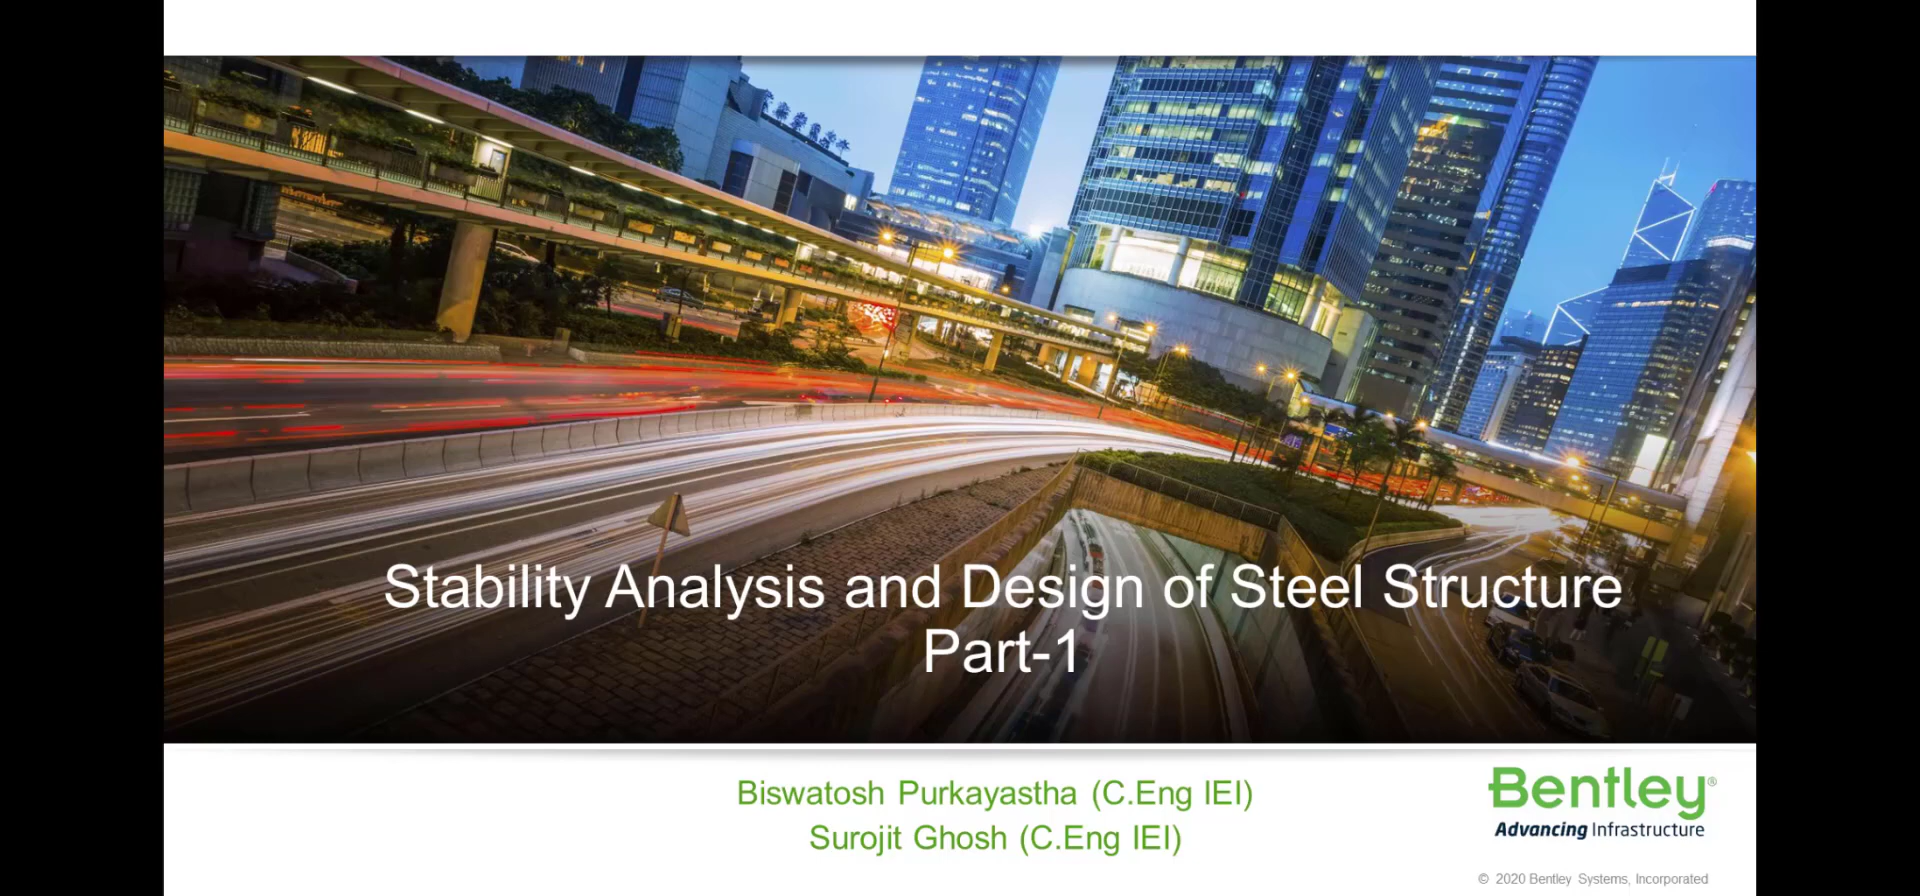 Stability Analysis and Design of Steel Structure
Part-1
Biswatosh Purkayastha (C.Eng IEI)
Surojit Ghosh (C.Eng IEI)
Bentley®
Advancing Infrastructure
© 2020 Bentley Systems, Incorporated